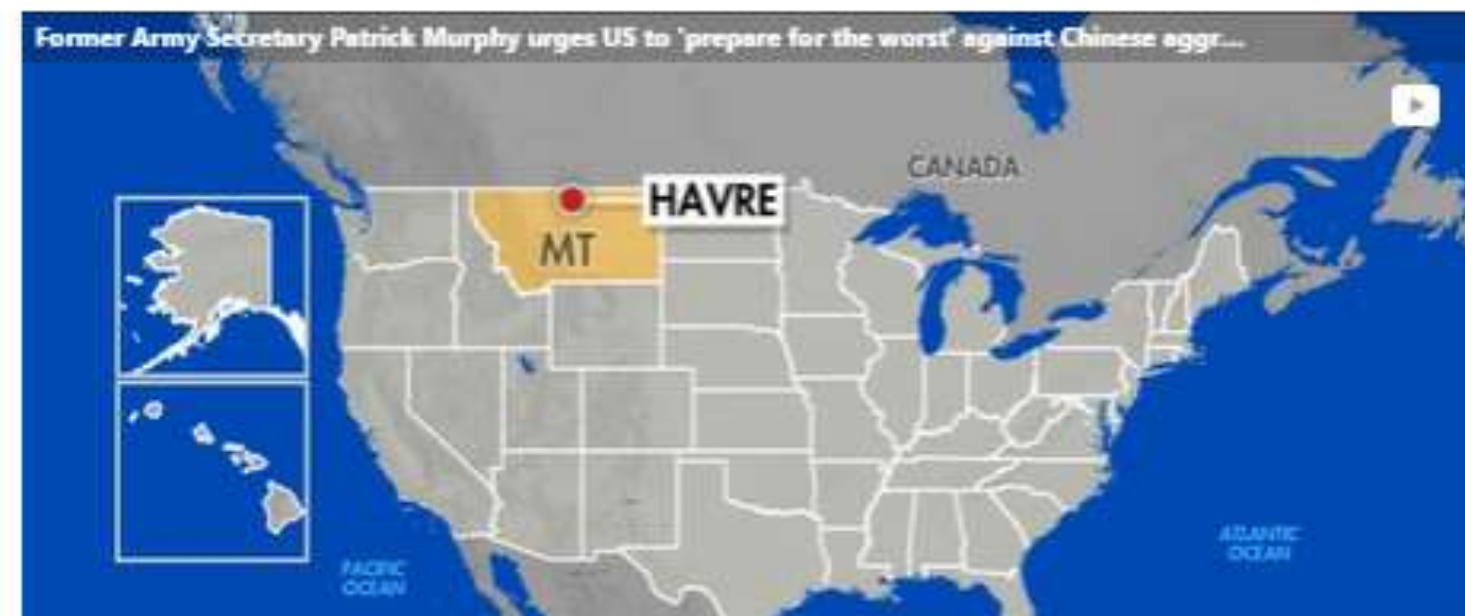 Former Army Secretary Patrick Murphy urges US to 'prepare for the worst' against Chinese aggr...
CANADA
HAVRE
MT
ATLANTIC
OCEAN
PACIFIC
OCEAN